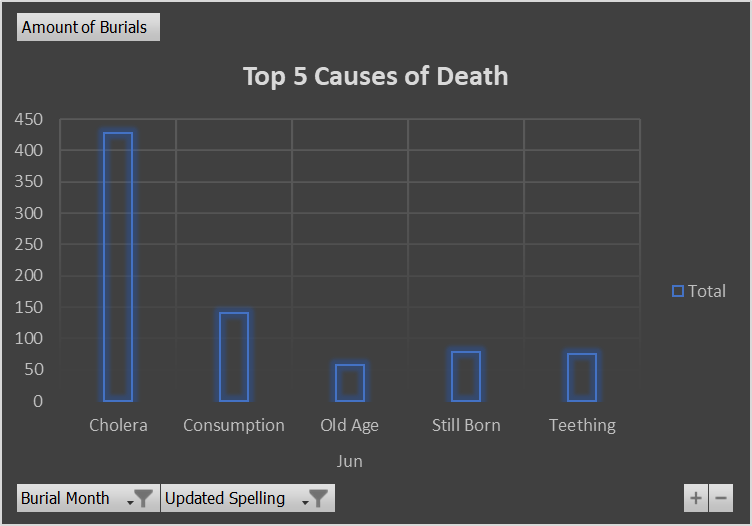 Amount of Burials
Top 5 Causes of Death
450
400
350
300
250
200
150
100
50
0
Cholera Consumption Old Age Still Born Teething
Jun
Total
Burial Month Updated Spelling
+ −